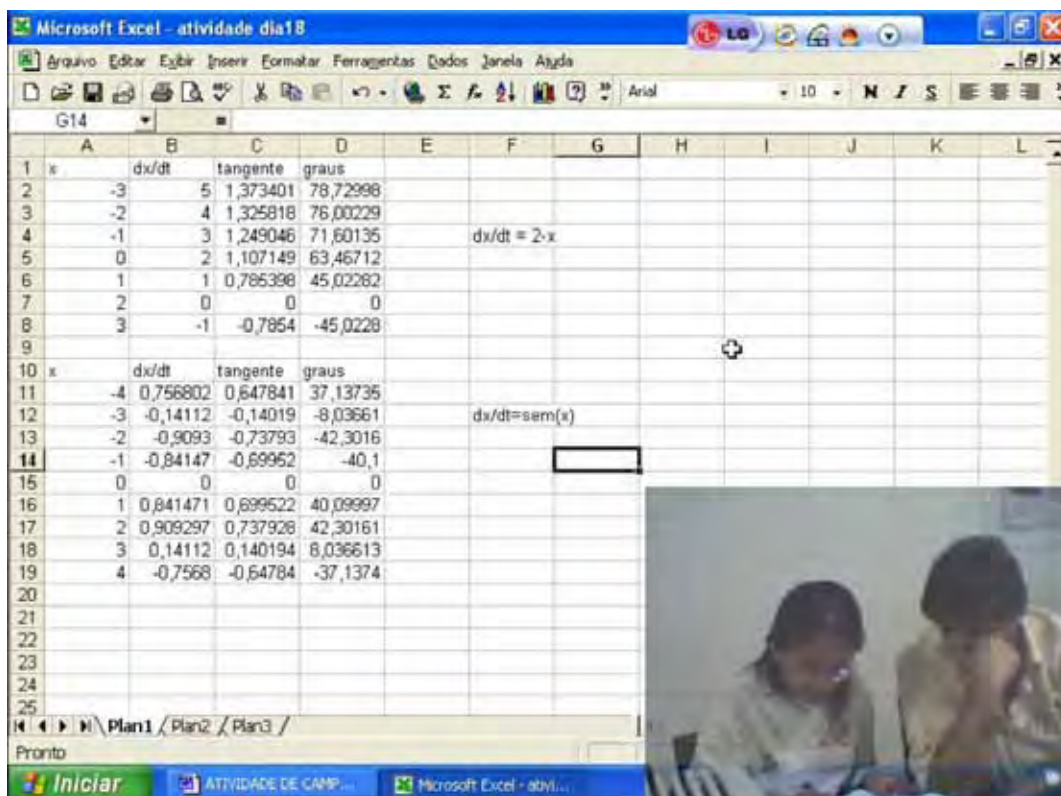 Microsoft Excel - atividade dia18
LG
Arquivo Editar Exibir Inserir Formatar Ferramentas Dados Janela Ajuda
Arial 10 N I S
G14 =
A B C D E F G H I J K L
1 x dx/dt tangente graus
2 -3 5 1,373401 78,72998
3 -2 4 1,325818 76,00229
4 -1 3 1,249046 71,60135 dx/dt = 2-x
5 0 2 1,107149 63,46712
6 1 1 0,785398 45,02282
7 2 0 0 0
8 3 -1 -0,7854 -45,0228
9
10 x dx/dt tangente graus
11 -4 0,756802 0,647841 37,13735
12 -3 -0,14112 -0,14019 -8,03661 dx/dt=sem(x)
13 -2 -0,9093 -0,73793 -42,3016
14 -1 -0,84147 -0,69952 -40,1
15 0 0 0 0
16 1 0,841471 0,699522 40,09997
17 2 0,909297 0,737928 42,30161
18 3 0,14112 0,140194 8,036613
19 4 -0,7568 -0,64784 -37,1374
20
21
22
23
24
25
Plan1 Plan2 Plan3
Pronto
Iniciar ATIVIDADE DE CAMP... Microsoft Excel - ativi...